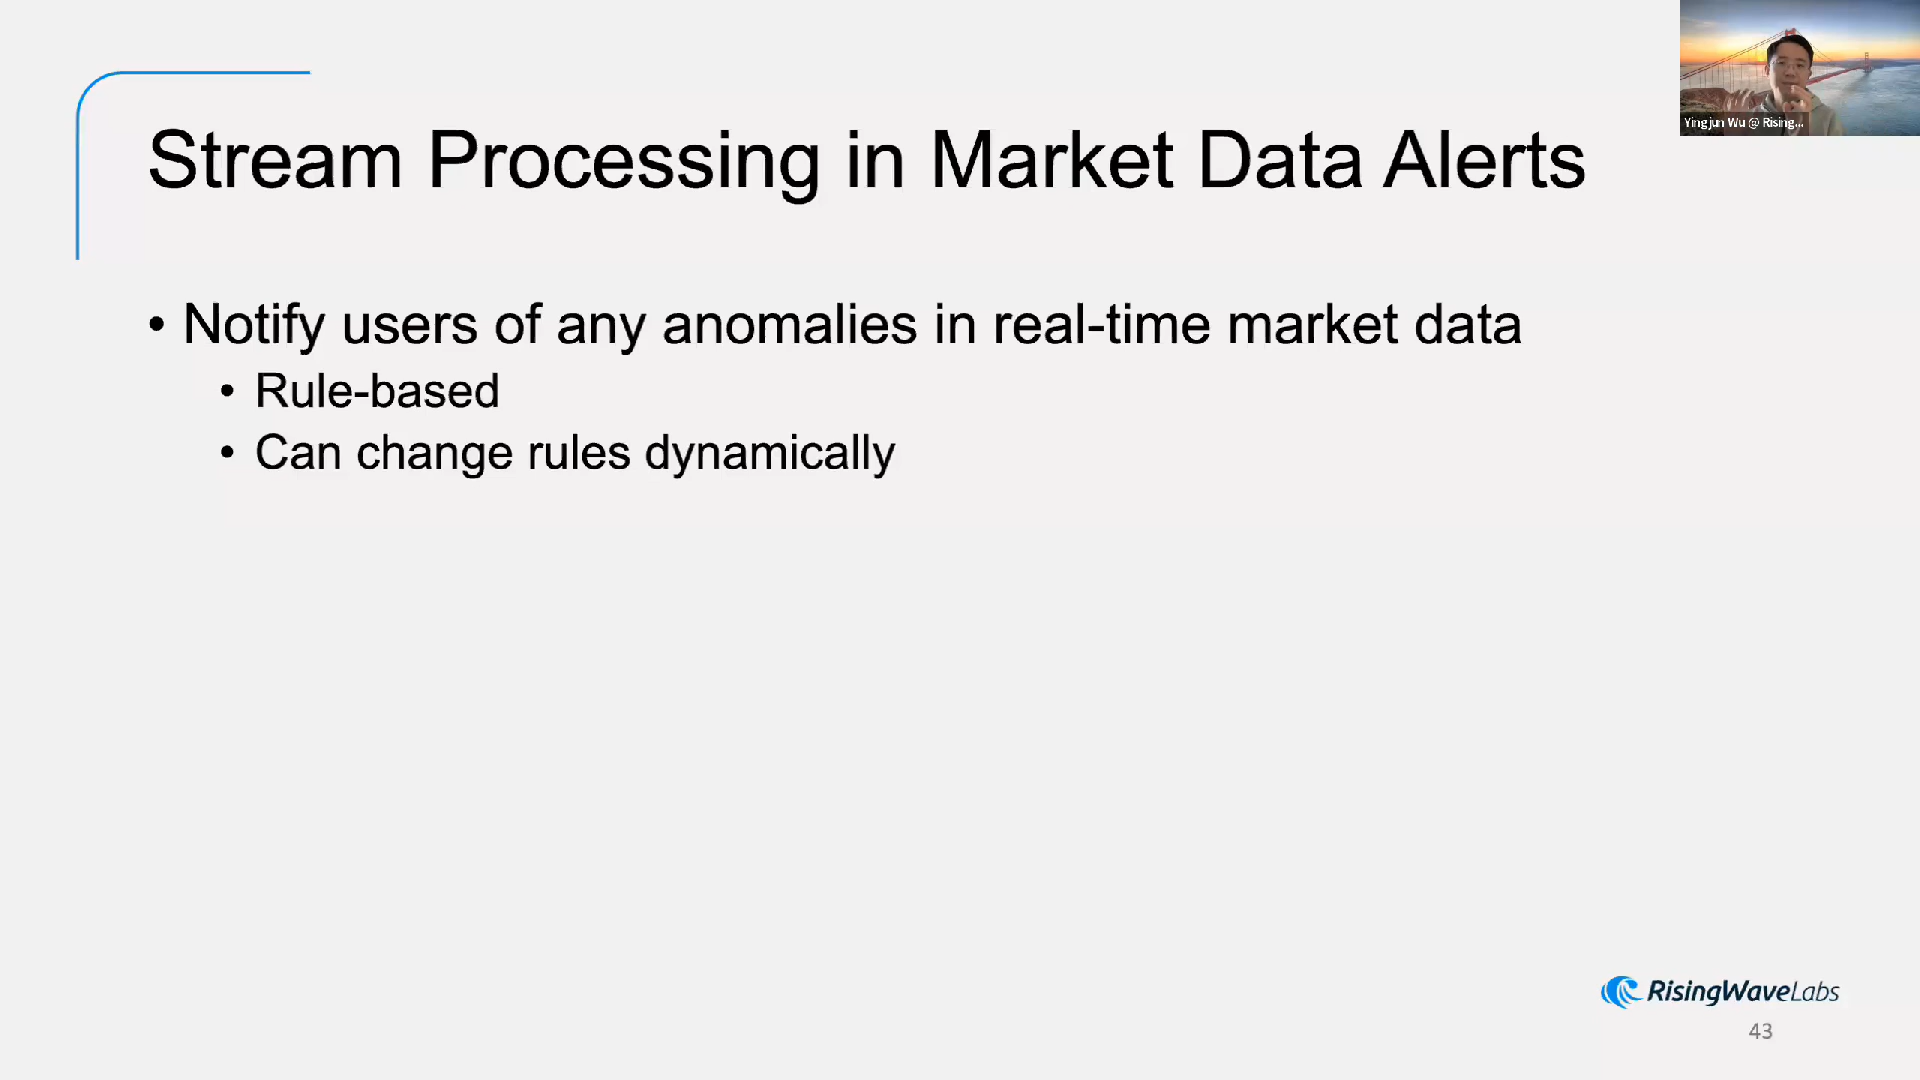 Yingjun Wu @ Rising...
Stream Processing in Market Data Alerts
• Notify users of any anomalies in real-time market data
• Rule-based
• Can change rules dynamically
RisingWaveLabs
43